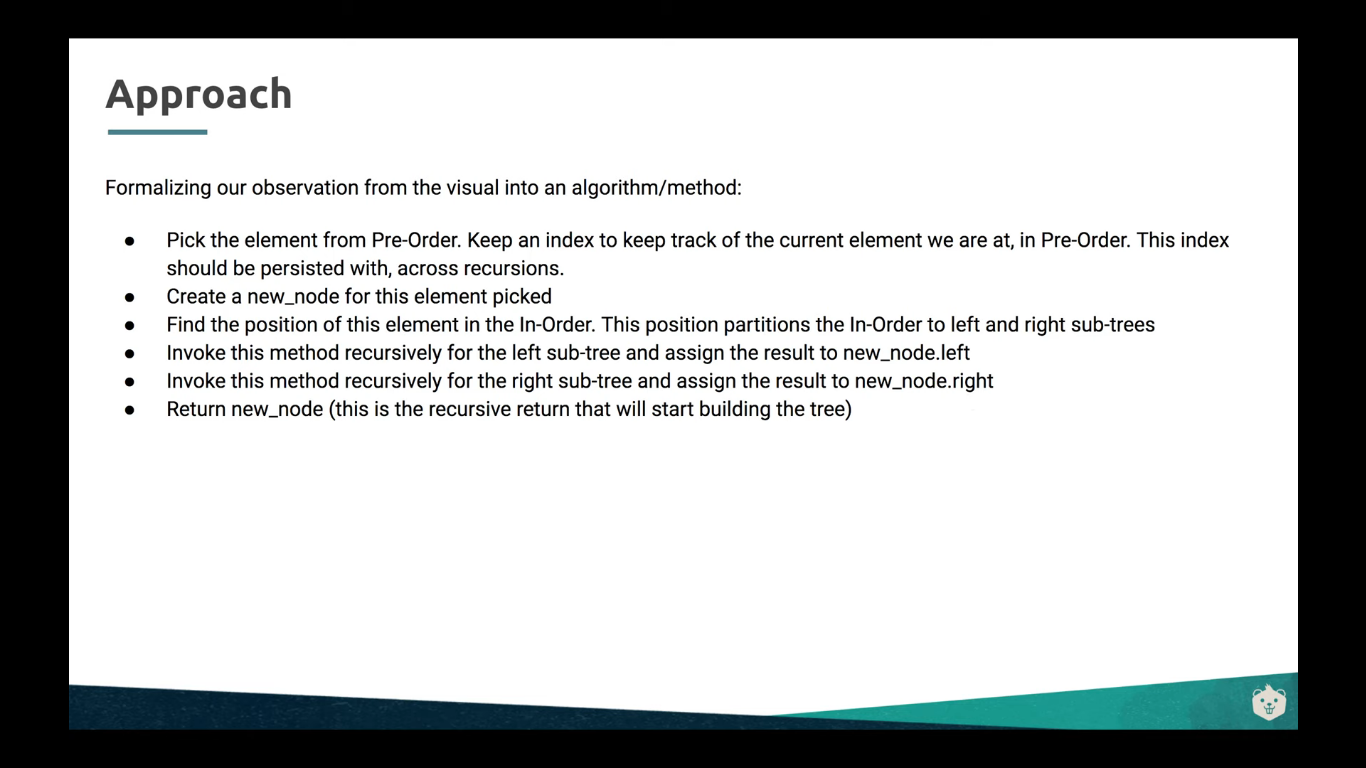 Approach
Formalizing our observation from the visual into an algorithm/method:
● Pick the element from Pre-Order. Keep an index to keep track of the current element we are at, in Pre-Order. This index
should be persisted with, across recursions.
● Create a new_node for this element picked
● Find the position of this element in the In-Order. This position partitions the In-Order to left and right sub-trees
● Invoke this method recursively for the left sub-tree and assign the result to new_node.left
● Invoke this method recursively for the right sub-tree and assign the result to new_node.right
● Return new_node (this is the recursive return that will start building the tree)